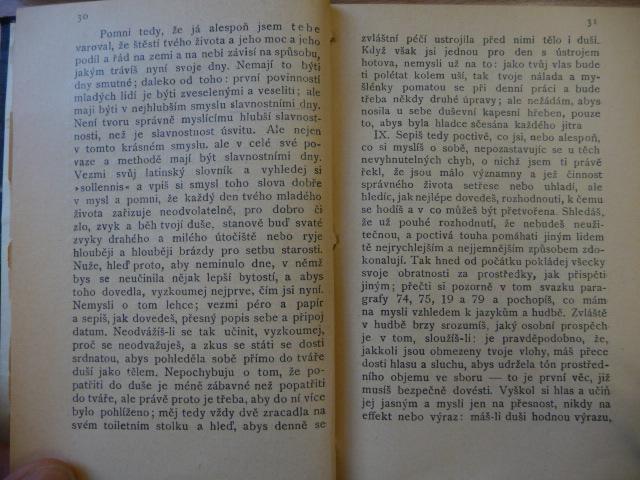 30
Pomni tedy, že já alespoň jsem tebe
varoval, že štěstí tvého života a jeho moc a jeho
podíl a řád na zemi a na nebi závisí na spůsobu,
jakým trávíš nyní svoje dny. Nemají to býti
dny smutné; daleko od toho: první povinností
mladých lidí je býti zveselenými a veseliti; ale
mají býti v nejhlubším smyslu slavnostními dny.
Není tvoru správně myslícímu hlubší slavnost-
nosti, než je slavnostnost úsvitu. Ale nejen
v tomto krásném smyslu, ale v celé své po-
vaze a methodě mají být slavnostními dny.
Vezmi svůj latinský slovník a vyhledej si
»sollennis« a vpiš si smysl toho slova dobře
v mysl a pomni, že každý den tvého mladého
života zařizuje neodvolatelně, pro dobro či
zlo, zvyk a běh tvojí duše, stanově buď svaté
zvyky drahého a milého útočiště nebo ryje
hlouběji a hlouběji brázdy pro setbu starosti.
Nuže, hleď proto, aby neminulo dne, v němž
bys se neučinila nějak lepší bytostí, a abys
toho dovedla, vyzkoumej nejprve, čím jsi nyní.
Nemysli o tom lehce; vezmi péro a papír
a sepiš, jak dovedeš, přesný popis sebe a připoj
datum. Neodvážíš-li se tak učinit, vyzkoumej,
proč se neodvažuješ, a zkus se státi se dosti
srdnatou, abys pohleděla sobě přímo do tváře
duší jako tělem. Nepochybuju o tom, že po-
patřiti do duše je méně zábavné než popatřiti
do tváře, ale právě proto je třeba, aby do ní více
bylo pohlíženo; měj tedy vždy dvě zracadla na
svém toiletním stolku a hleď, abys denně se
31
zvláštní péčí ustrojila před nimi tělo i duši.
Když však jsi jednou pro den s ústrojem
hotova, nemysli už na to: jako tvůj vlas bude
ti polétat kolem uší, tak tvoje nálada a my-
šlénky pomatou se při denní práci a bude
třeba někdy druhé úpravy; ale nežádám, abys
nosila u sebe duševní kapesní hřeben, pouze
to, aby byla hladce sčesána každého jitra
IX. Sepiš tedy poctivě, co jsi, nebo alespoň,
co si myslíš o sobě, nepozastavujíc se u těch
nevyhnutelných chyb, o nichž jsem ti právě
řekl, že jsou málo významny a jež činnost
správného života setřese nebo uhladí, ale
hledíc, jak nejlépe dovedeš, rozhodnouti, k čemu
se hodíš a v co můžeš být přetvořena. Shledáš,
že už pouhé rozhodnutí, že nebudeš neuži-
tečnou, a poctivá touha pomáhati jiným lidem
tě nejrychlejším a nejjemnějším způsobem zdo-
konalují. Tak hned od počátku pokládej všecky
svoje obratnosti za prostředky, jak přispěti
jiným; přečti si pozorně v tom svazku para-
grafy 74, 75, 19 a 79 a pochopíš, co mám
na mysli vzhledem k jazykům a hudbě. Zvláště
v hudbě brzy srozumíš, jaký osobní prospěch
je v tom, sloužíš-li: je pravděpodobno, že,
jakkoli jsou obmezeny tvoje vlohy, máš přece
dosti hlasu a sluchu, abys udržela tón prostřed-
ního objemu ve sboru — to je první věc, již
musíš bezpečně dovésti. Vyškol si hlas a učiň
jej jasným a mysli jen na přesnost, nikdy na
effekt nebo výraz: máš-li duši hodnou výrazu,